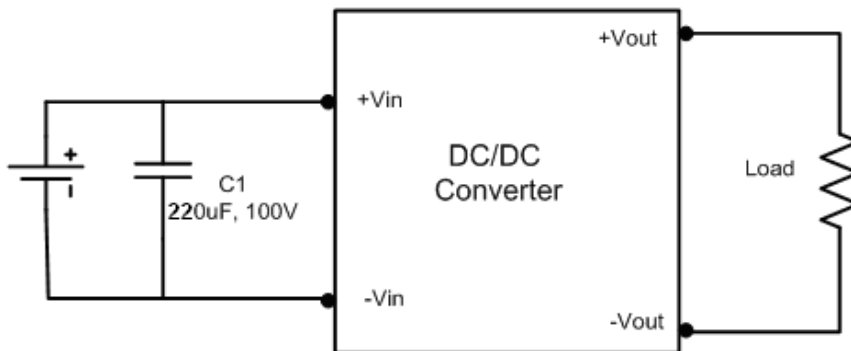 +Vout
+Vin
DC/DC
Converter
Load
+
-
C1
220uF, 100V
-Vin
-Vout